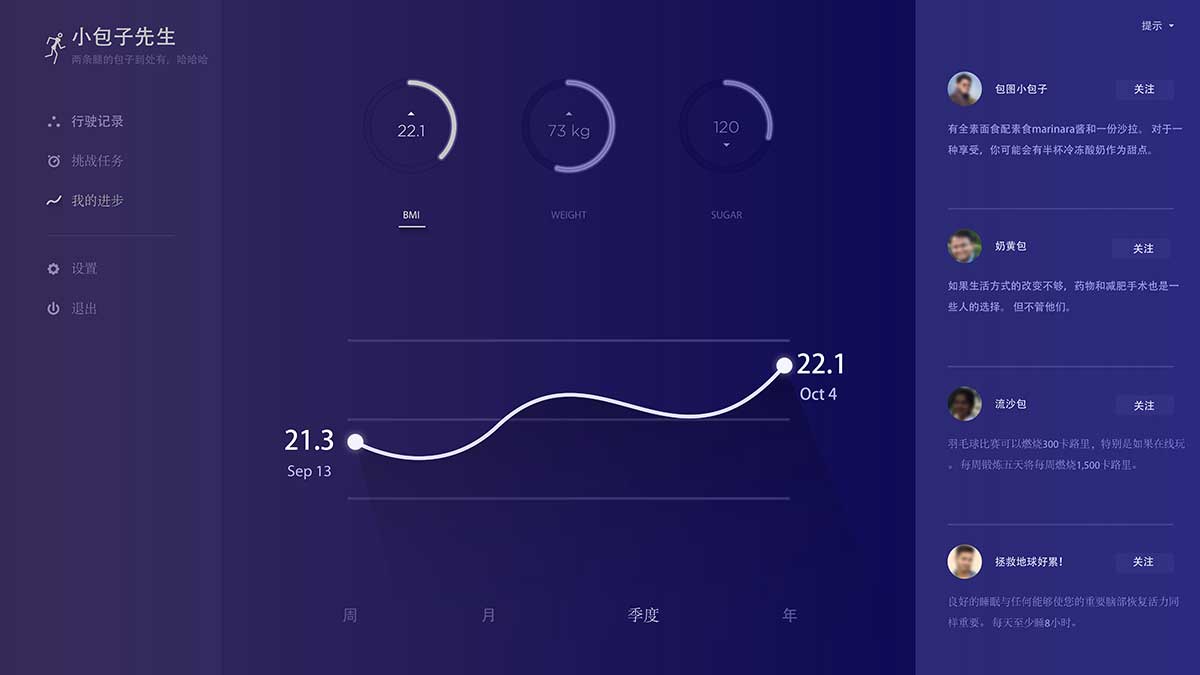 小包子先生
两条腿的包子到处有，哈哈哈
行驶记录
挑战任务
我的进步
设置
退出
22.1
73 kg
120
BMI
WEIGHT
SUGAR
22.1
Oct 4
21.3
Sep 13
周
月
季度
年
提示
包图小包子
关注
有全素面食配素食marinara酱和一份沙拉。 对于一
种享受，你可能会有半杯冷冻酸奶作为甜点。
奶黄包
关注
如果生活方式的改变不够，药物和减肥手术也是一
些人的选择。 但不管他们。
流沙包
关注
羽毛球比赛可以燃烧300卡路里，特别是如果在线玩
。 每周锻炼五天将每周燃烧1,500卡路里。
拯救地球好累！
关注
良好的睡眠与任何能够使您的重要脑部恢复活力同
样重要。 每天至少睡8小时。